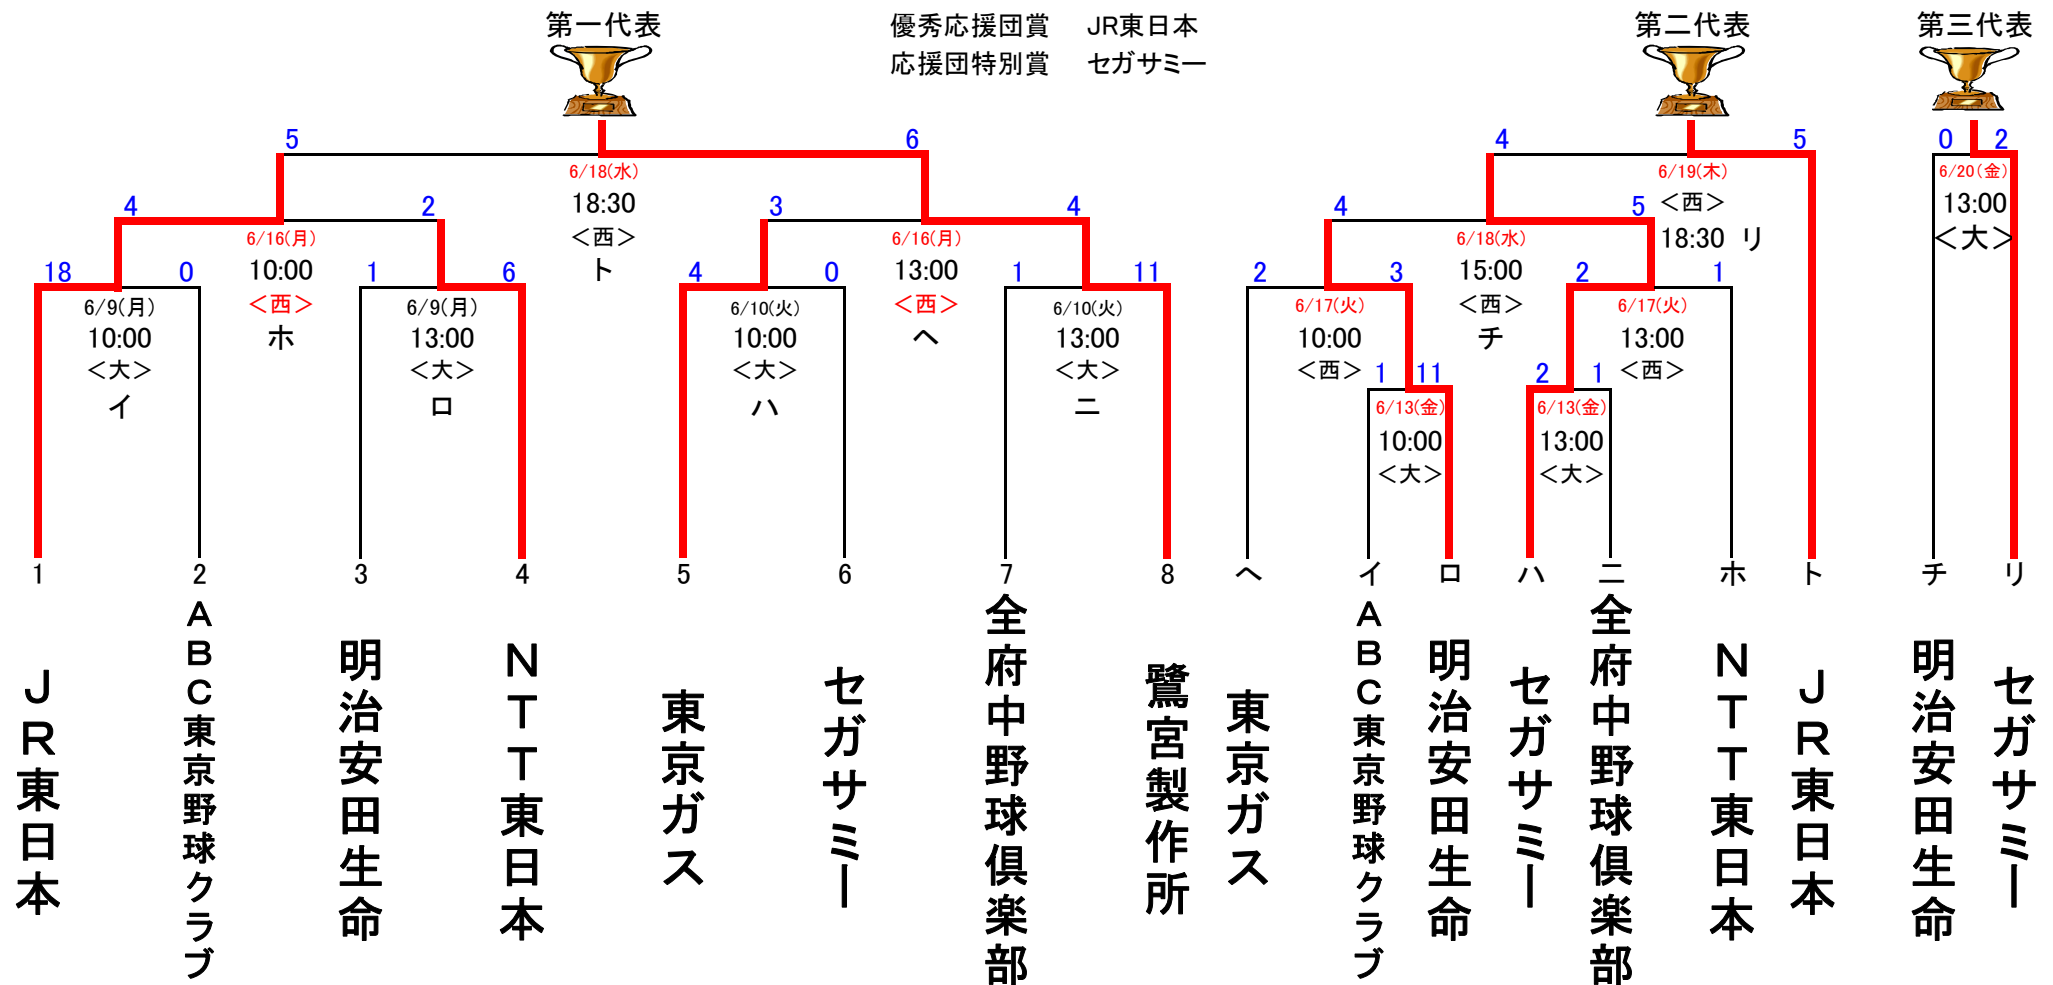 第一代表
優秀応援団賞 JR東日本
第二代表
第三代表
応援団特別賞 セガサミー
5 6 4 5 0 2
6/18(水) 6/19(木) 6/20(金)
18:30 <西> 13:00
4 2 3 4 4 5
<西> 18:30 リ <大>
6/16(月) 6/16(月) 6/18(水)
18 0 10:00 1 6 ト 4 0 13:00 1 11 2 3 15:00 2 1
6/9(月) <西> 6/9(月) 6/10(火) <西> 6/10(火) 6/17(火) <西> 6/17(火)
10:00 ホ 13:00 10:00 ヘ 13:00 10:00 チ 13:00
<大> <大> <大> <大> <西> 1 11 2 1 <西>
イ ロ ハ ニ 6/13(金) 6/13(金)
10:00 13:00
<大> <大>
1 2 3 4 5 6 7 8 ヘ イ ロ ハ ニ ホ ト チ リ
JR東日本
ABC東京野球クラブ
明治安田生命
NTT東日本
東京ガス
セガサミー
全府中野球倶楽部
鷺宮製作所
東京ガス
ABC東京野球クラブ
明治安田生命
セガサミー
全府中野球倶楽部
NTT東日本
JR東日本
明治安田生命
セガサミー